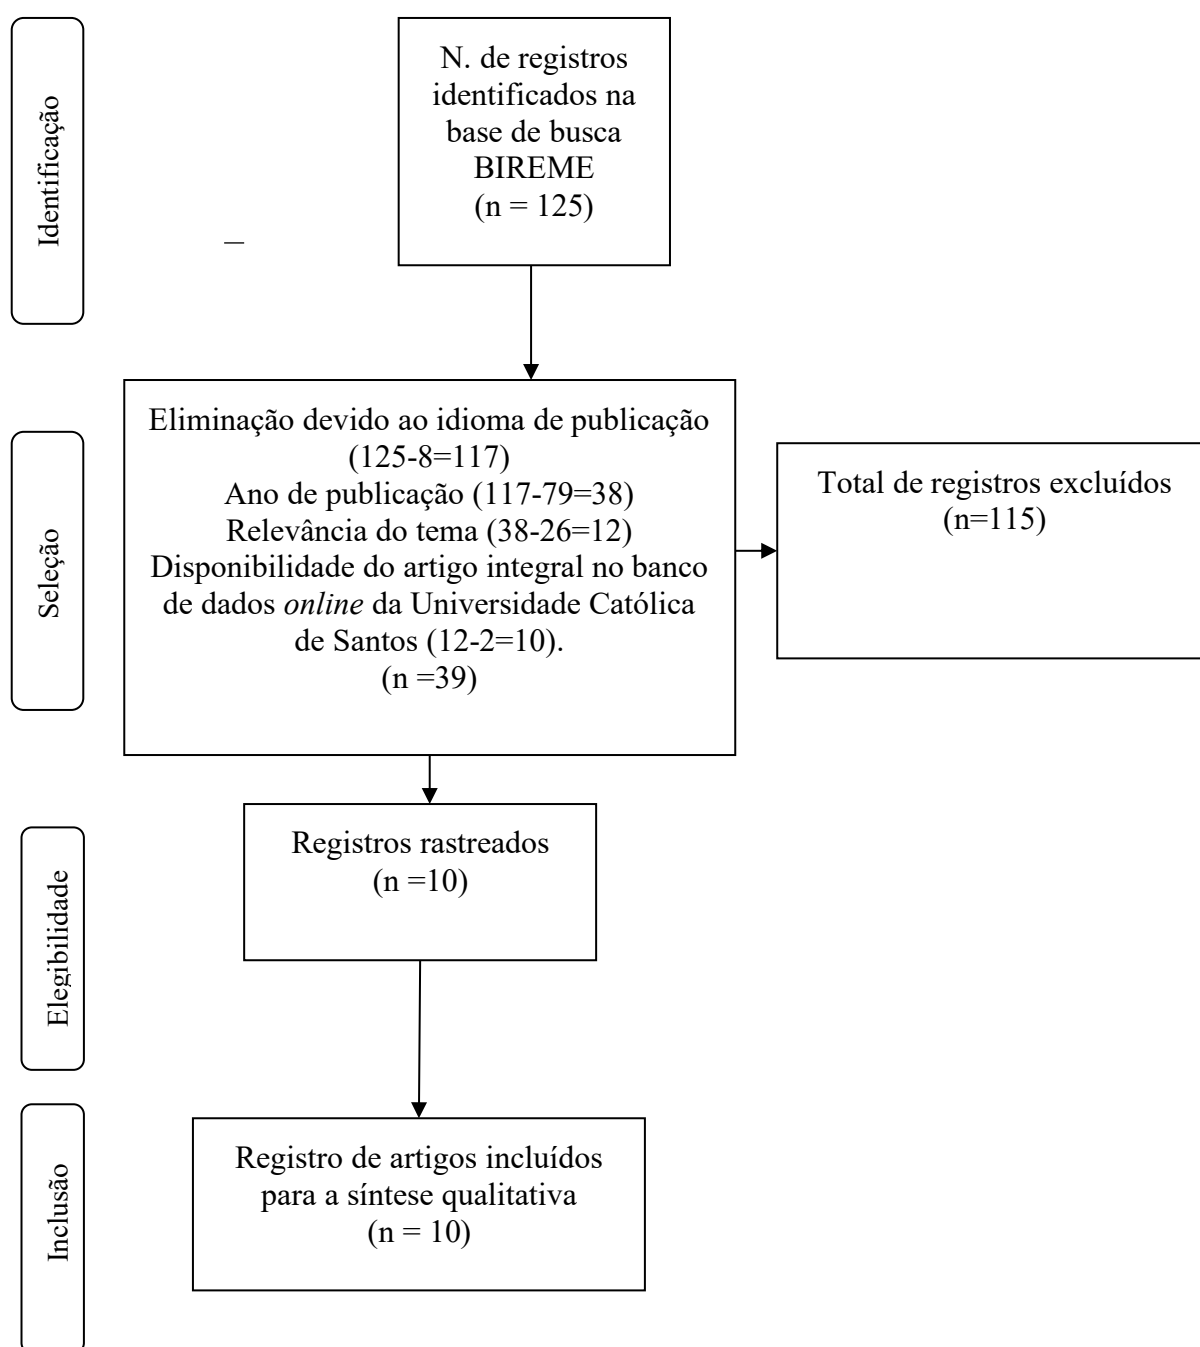 Identificação
N. de registros
identificados na
base de busca
BIREME
(n = 125)
_
Seleção
Eliminação devido ao idioma de publicação
(125-8=117)
Ano de publicação (117-79=38)
Relevância do tema (38-26=12)
Disponibilidade do artigo integral no banco
de dados online da Universidade Católica
de Santos (12-2=10).
(n =39)
Total de registros excluídos
(n=115)
Elegibilidade
Registros rastreados
(n =10)
Inclusão
Registro de artigos incluídos
para a síntese qualitativa
(n = 10)